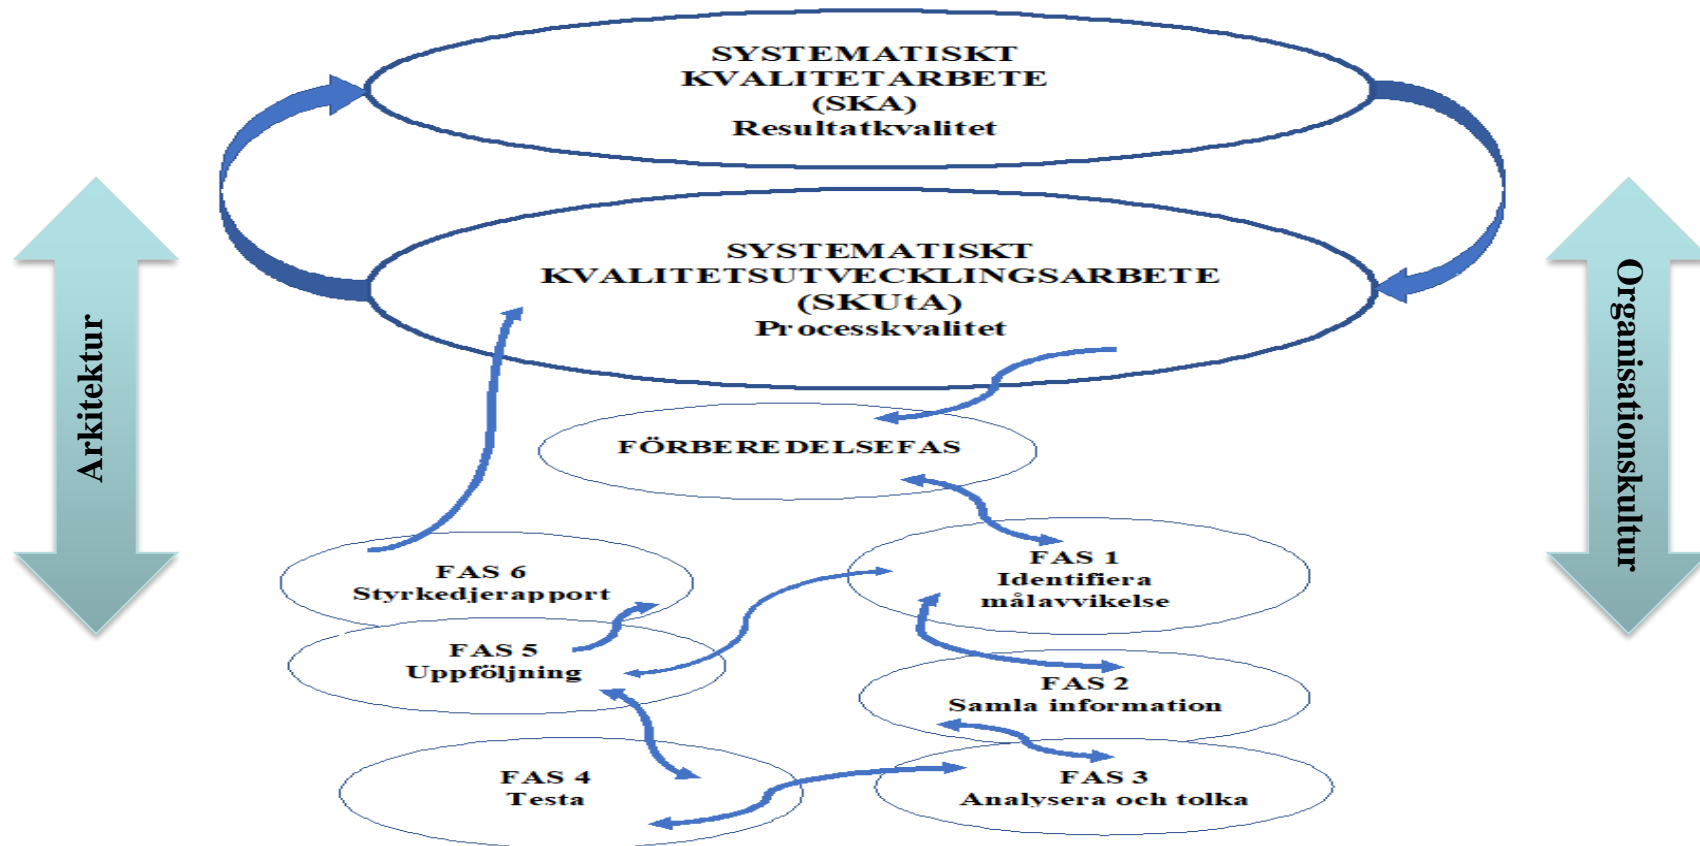 SYSTEMATISKT
KVALITETARBETE
(SKA)
Resultatkvalitet
SYSTEMATISKT
KVALITETSUTVECKLINGSARBETE
(SKUtA)
Processkvalitet
Arkitektur
Organisationskultur
FÖRBEREDELSEFAS
FAS 1
Identifiera
målavvikelse
FAS 2
Samla information
FAS 3
Analysera och tolka
FAS 4
Testa
FAS 5
Uppföljning
FAS 6
Styrkedjerapport